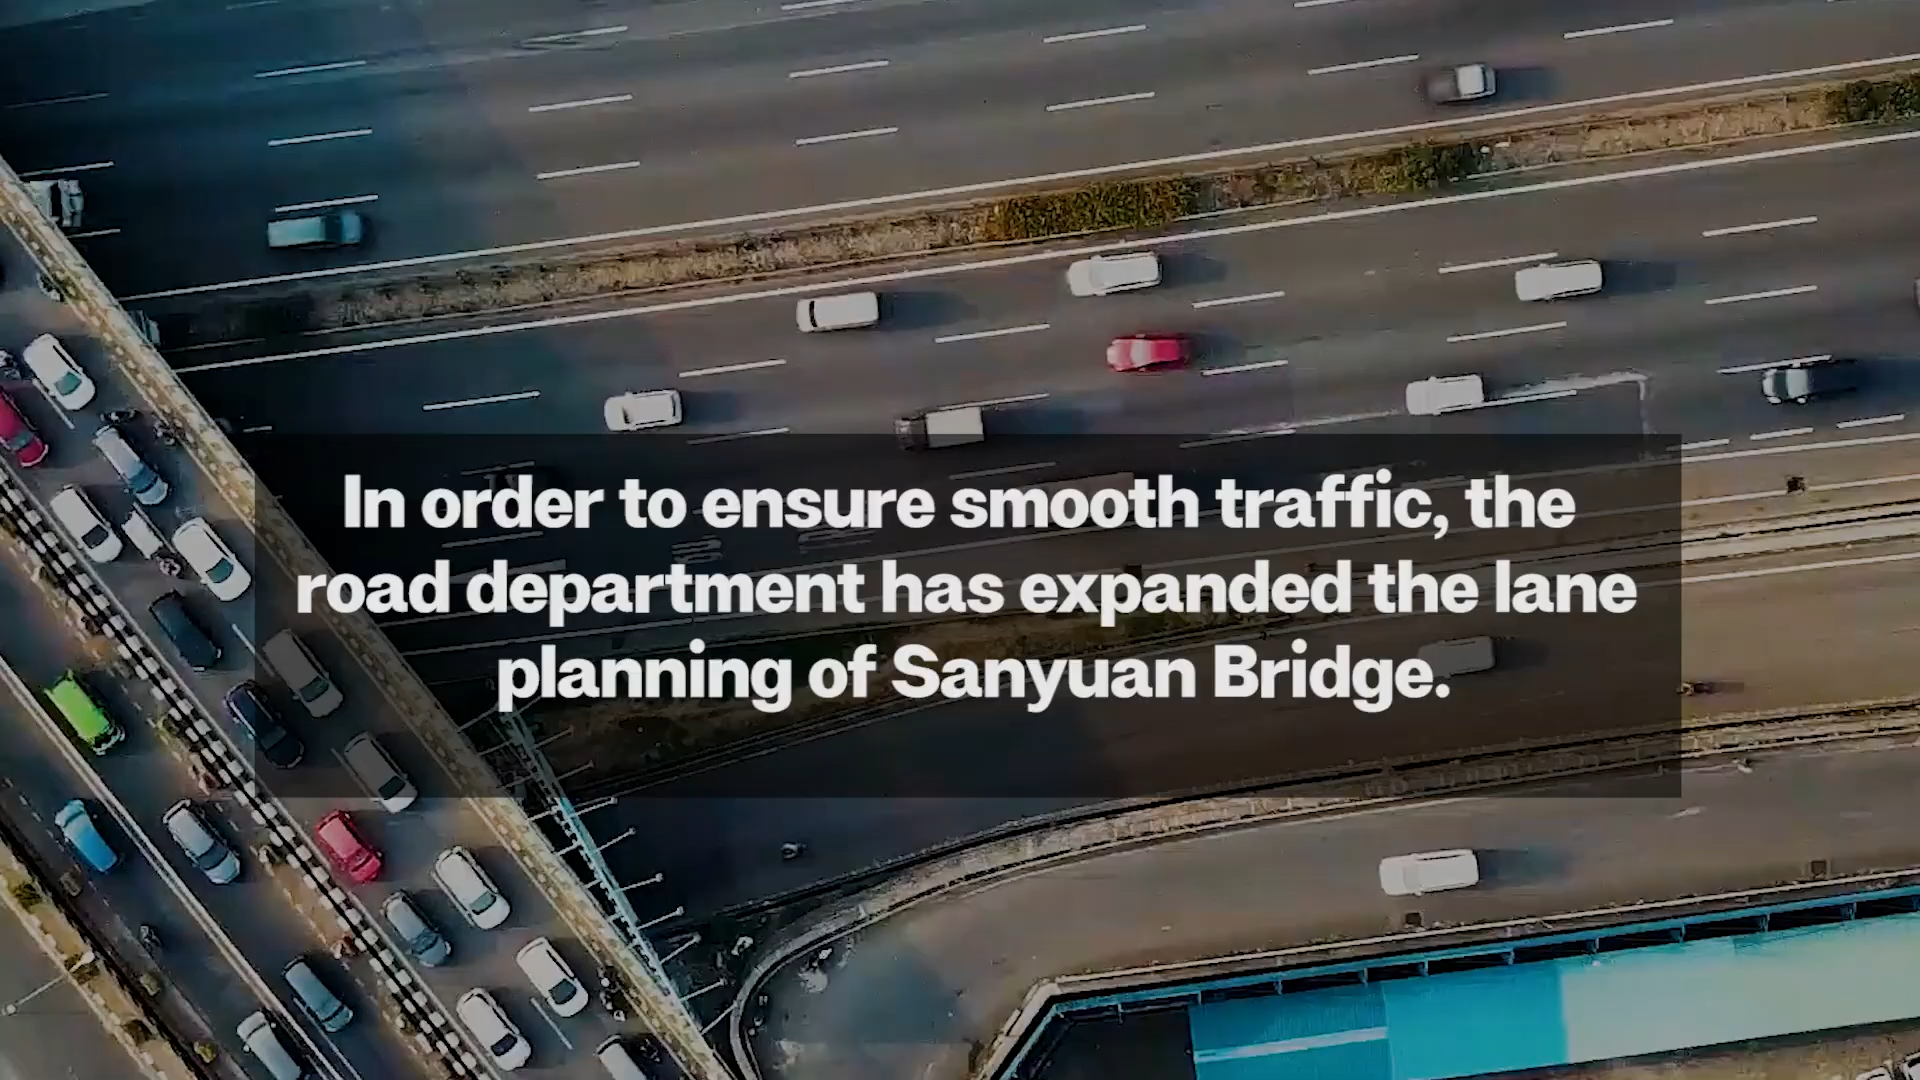 In order to ensure smooth traffic, the
road department has expanded the lane
planning of Sanyuan Bridge.